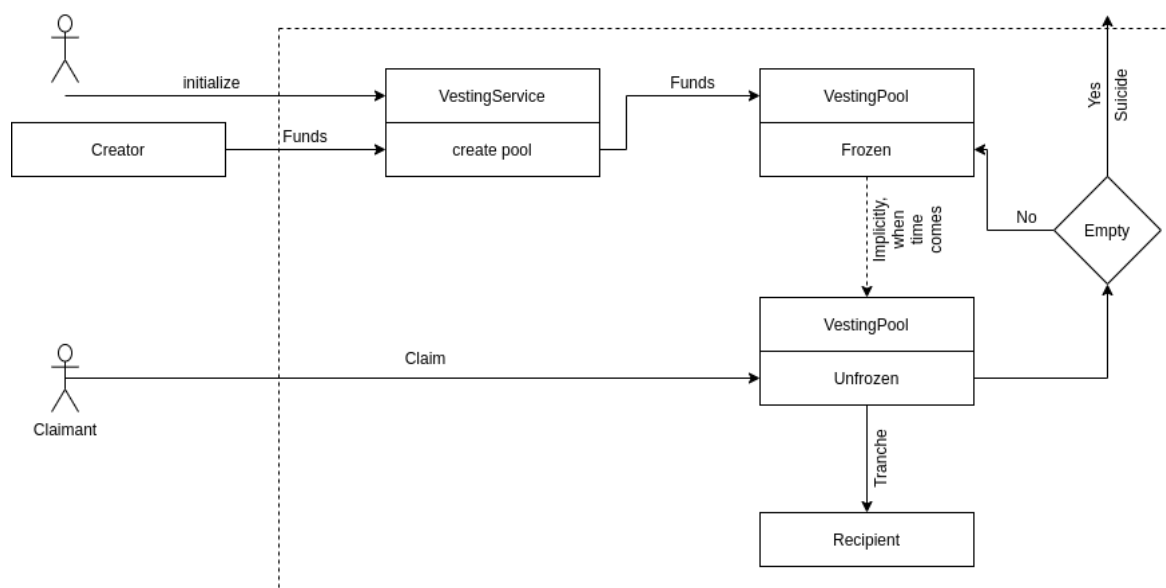 initialize
VestingService
Funds
VestingPool
Yes
Suicide
Creator
Funds
create pool
Frozen
Implicitly,
when
time
comes
No
Empty
VestingPool
Claim
Unfrozen
Claimant
Tranche
Recipient